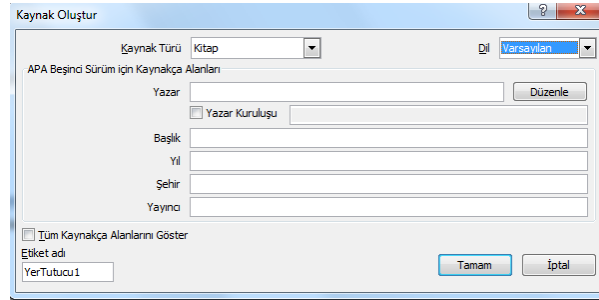 Kaynak Oluştur
Kaynak Türü Kitap Dil Varsayılan
APA Beşinci Sürüm için Kaynakça Alanları
Yazar Düzenle
Yazar Kuruluşu
Başlık
Yıl
Şehir
Yayıncı
Tüm Kaynakça Alanlarını Göster
Etiket adı
YerTutucu1 Tamam İptal